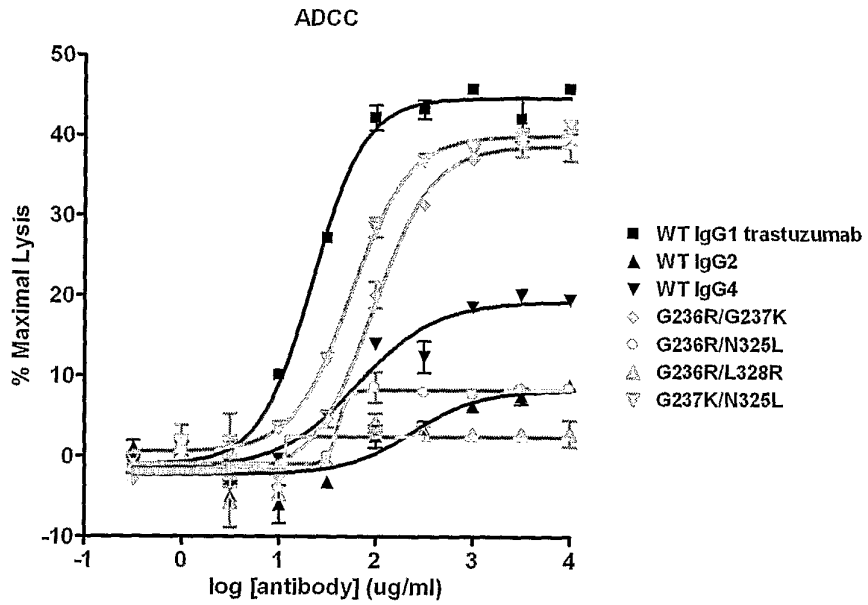 ADCC
50
40
30
20
10
0
-10
% Maximal Lysis
-1
0
1
2
3
4
log [antibody] (ug/ml)
WT IgG1 trastuzumab
WT IgG2
WT IgG4
G236R/G237K
G236R/N325L
G236R/L328R
G237K/N325L